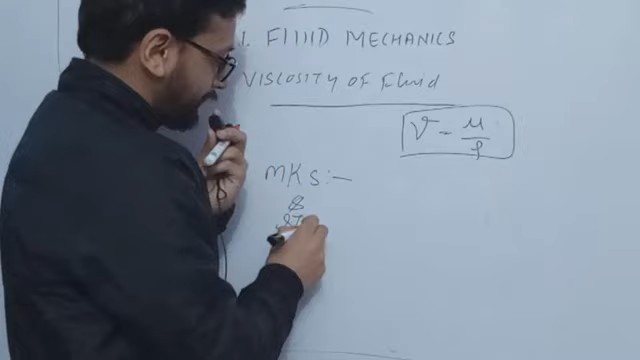 1. FLUID MECHANICS
VISCOSITY OF Fluid
ν = μ/ρ
MKS:-